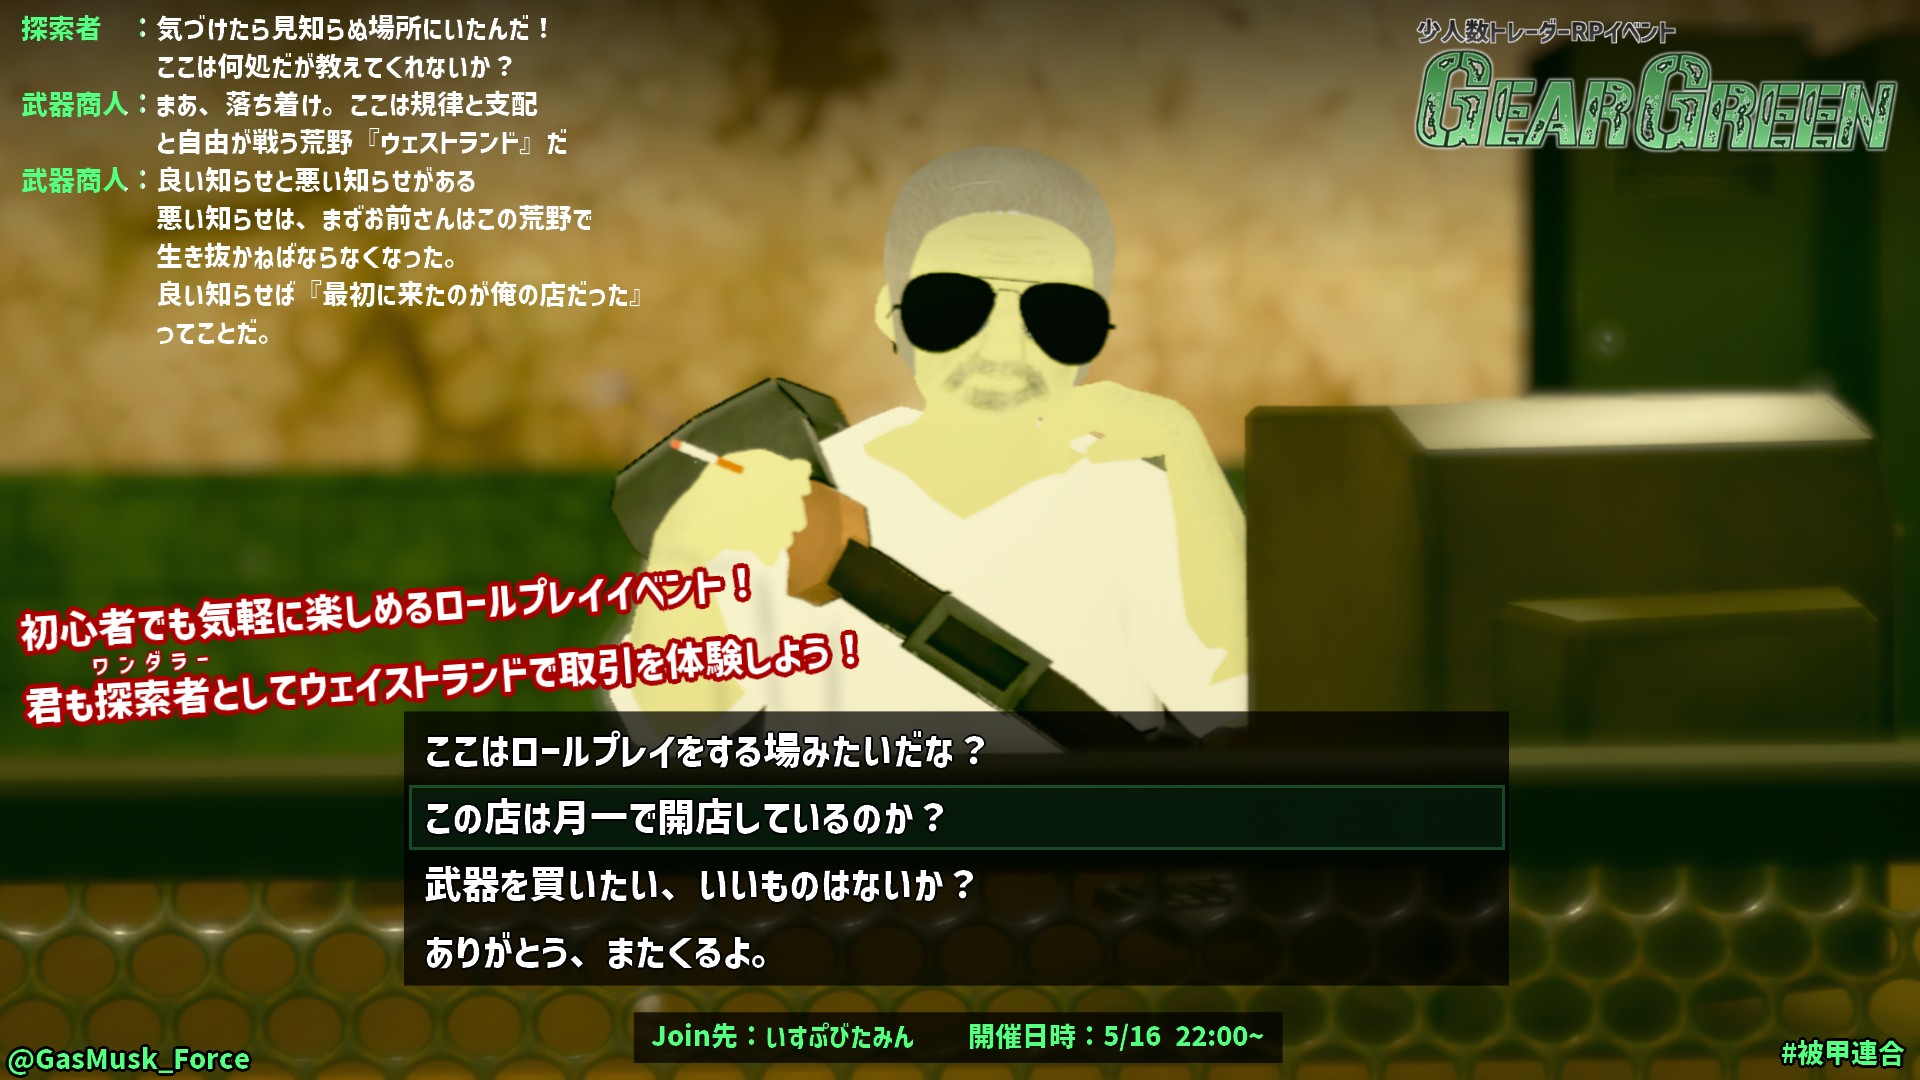 探索者　：気づけたら見知らぬ場所にいたんだ！
ここは何処だが教えてくれないか？
武器商人：まあ、落ち着け。ここは規律と支配
と自由が戦う荒野『ウェストランド』だ
武器商人：良い知らせと悪い知らせがある
悪い知らせは、まずお前さんはこの荒野で
生き抜かねばならなくなった。
良い知らせば『最初に来たのが俺の店だった』
ってことだ。
少人数トレーダーRPイベント
GEARGREEN
初心者でも気軽に楽しめるロールプレイイベント！
ワンダラー
君も探索者としてウェイストランドで取引を体験しよう！
ここはロールプレイをする場みたいだな？
この店は月一で開店しているのか？
武器を買いたい、いいものはないか？
ありがとう、またくるよ。
Join先：いすぷびたみん　　開催日時：5/16 22:00~
@GasMusk_Force
#被甲連合